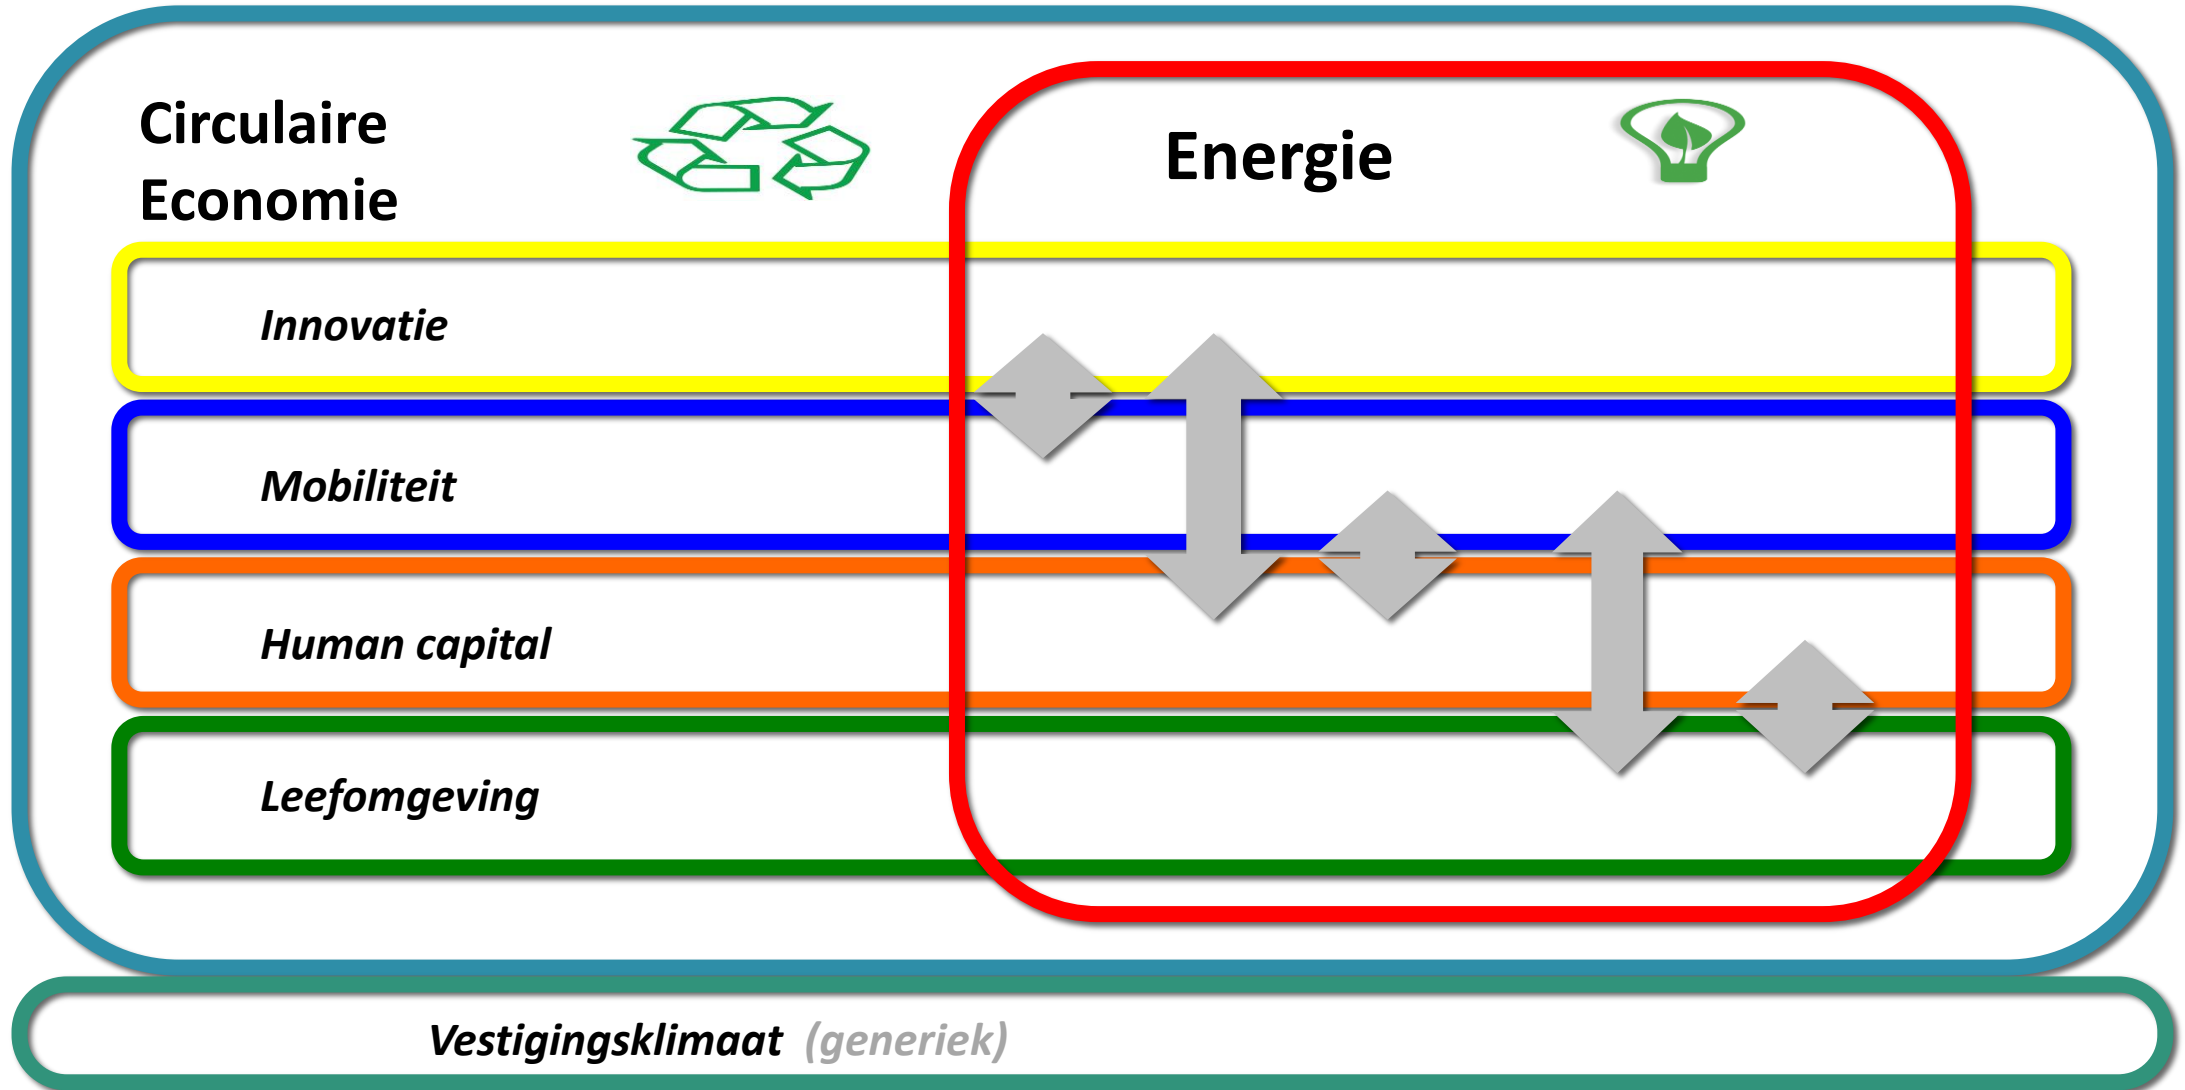 Circulaire
Economie
Energie
Innovatie
Mobiliteit
Human capital
Leefomgeving
Vestigingsklimaat (generiek)